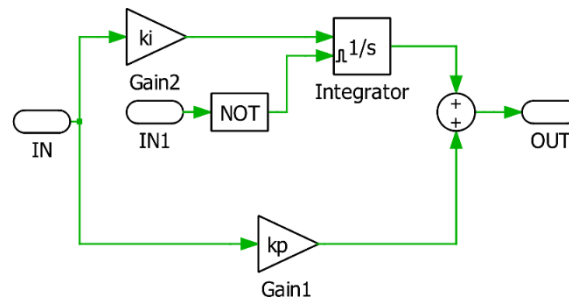 ki
1/s
Gain2
Integrator
NOT
+
+
IN
IN1
OUT
kp
Gain1